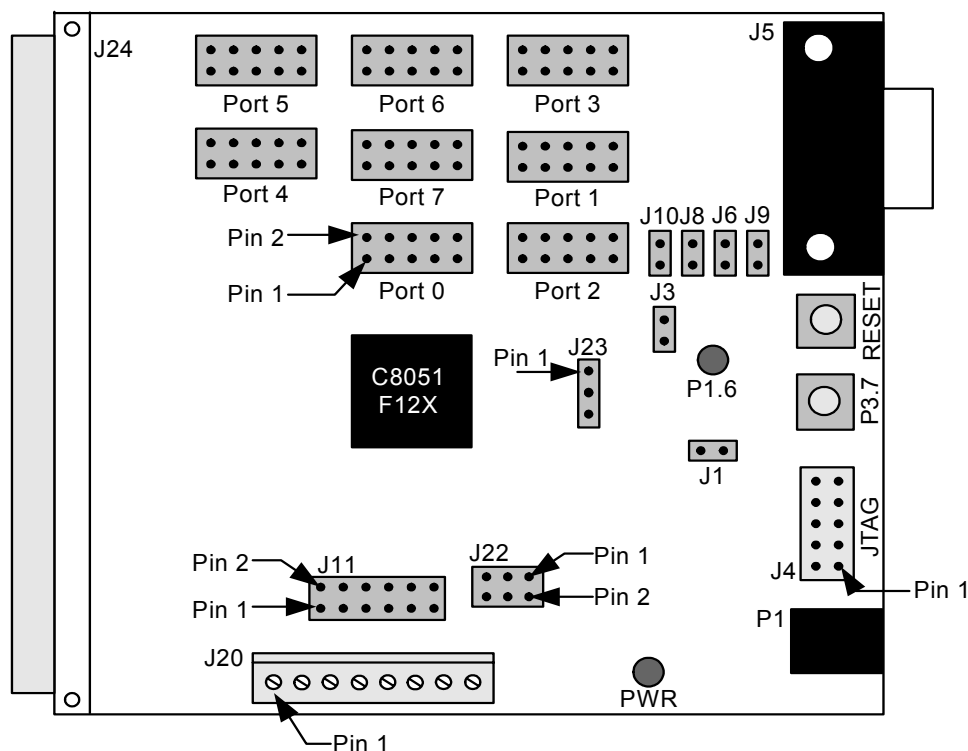 J24
J5
Port 5
Port 6
Port 3
Port 4
Port 7
Port 1
J10
J8
J6
J9
Pin 2
Pin 1
Port 0
Port 2
J3
RESET
Pin 1
J23
C8051
F12X
P1.6
P3.7
J1
JTAG
J4
Pin 1
Pin 2
J11
Pin 1
J22
Pin 1
Pin 2
P1
J20
Pin 1
PWR